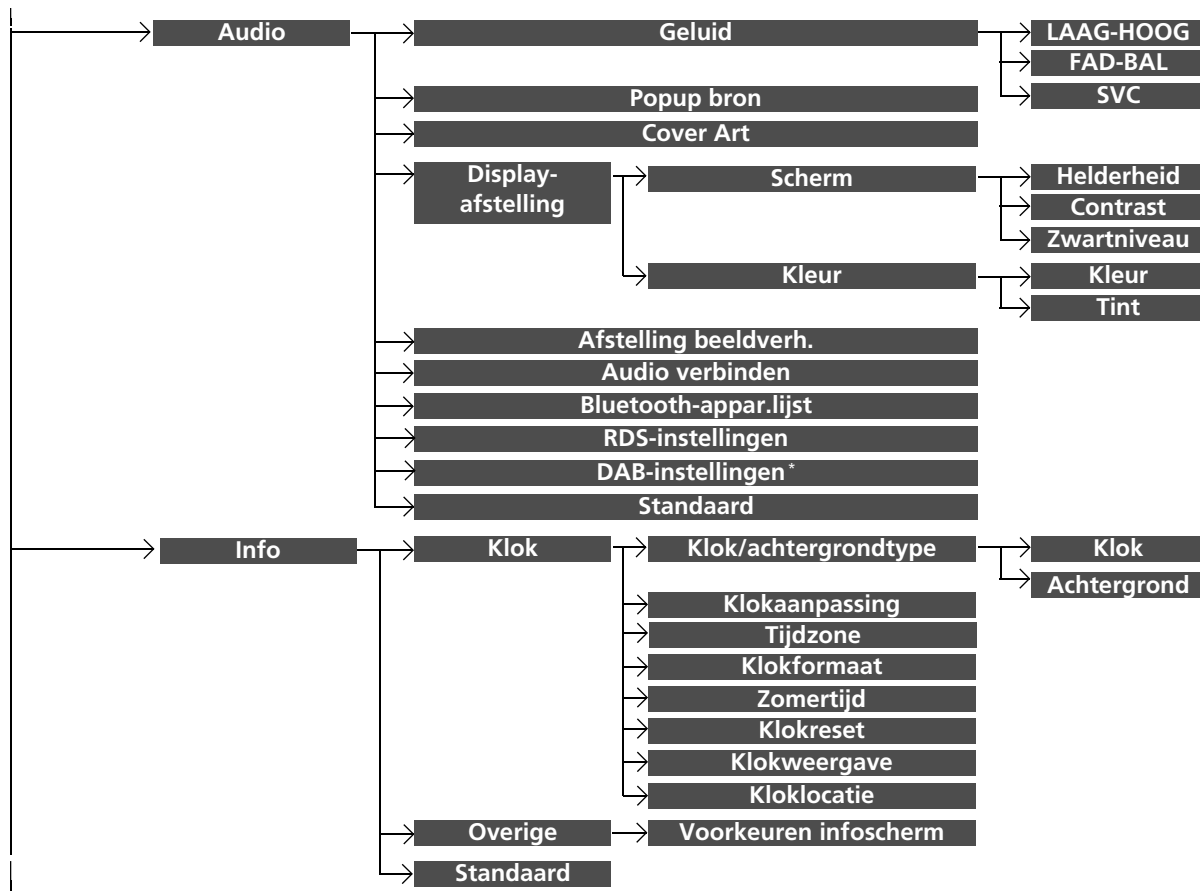 Audio
Geluid
LAAG-HOOG
FAD-BAL
SVC
Popup bron
Cover Art
Display-
afstelling
Scherm
Helderheid
Contrast
Zwartniveau
Kleur
Kleur
Tint
Afstelling beeldverh.
Audio verbinden
Bluetooth-appar.lijst
RDS-instellingen
DAB-instellingen*
Standaard
Info
Klok
Klok/achtergrondtype
Klok
Achtergrond
Klokaanpassing
Tijdzone
Klokformaat
Zomertijd
Klokreset
Klokweergave
Kloklocatie
Overige
Voorkeuren infoscherm
Standaard